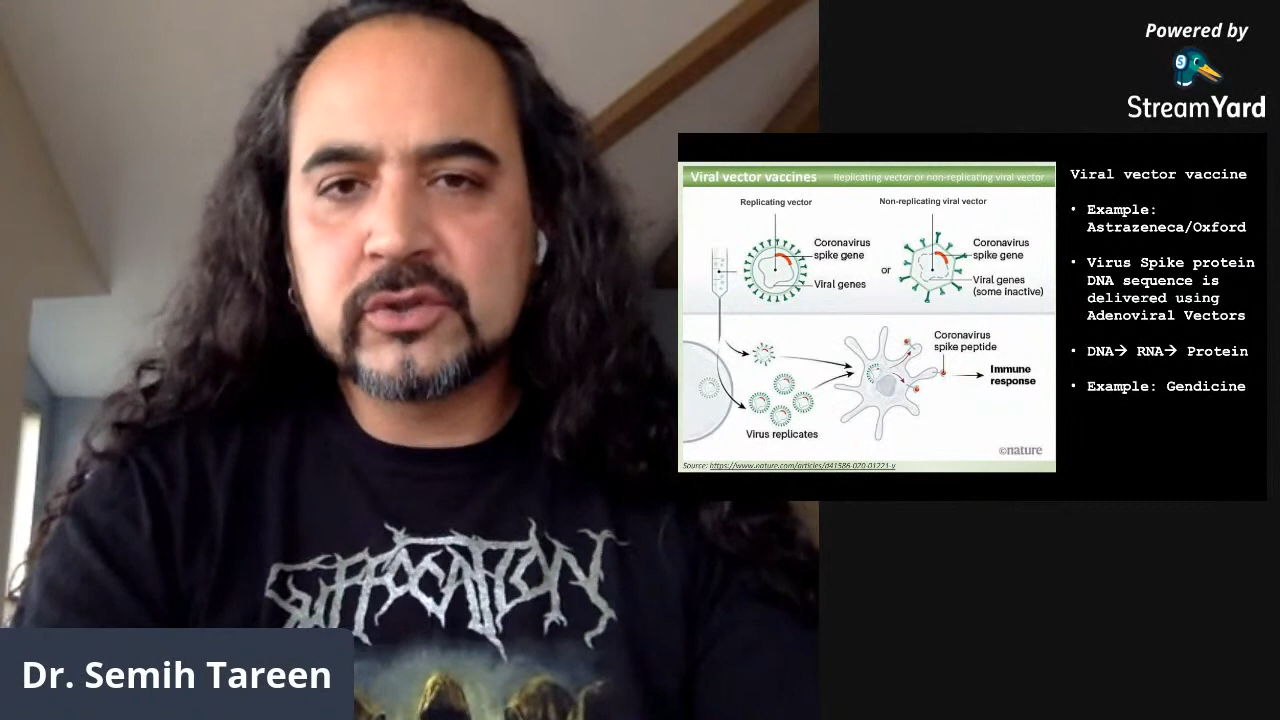 Powered by
StreamYard
Viral vector vaccines Replicating vector or non-replicating viral vector
Replicating vector
Non-replicating viral vector
Coronavirus
spike gene
Viral genes
or
Coronavirus
spike gene
Viral genes
(some inactive)
Coronavirus
spike peptide
Immune
response
Virus replicates
©nature
Source: https://www.nature.com/articles/d41586-020-01221-y
Viral vector vaccine
• Example:
Astrazeneca/Oxford
• Virus Spike protein
DNA sequence is
delivered using
Adenoviral Vectors
• DNA→ RNA→ Protein
• Example: Gendicine
SUFFOCATION
Dr. Semih Tareen